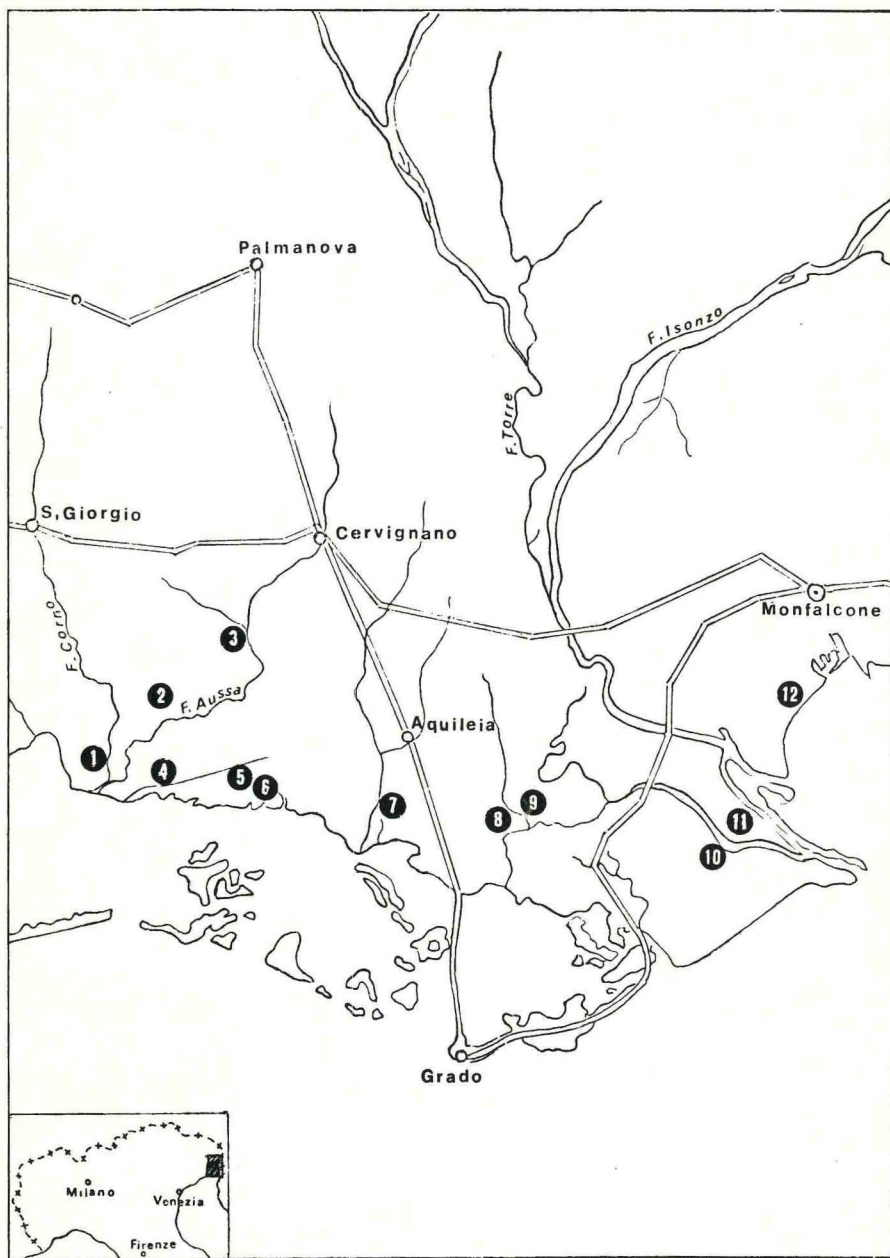 Palmanova
F. Isonzo
F. Torre
S, Giorgio
Cervignano
Monfalcone
F. Corno
3
2
12
F. Aussa
Aquileia
1
4
5
6
7
8
9
11
10
Grado
Milano
Venezia
Firenze